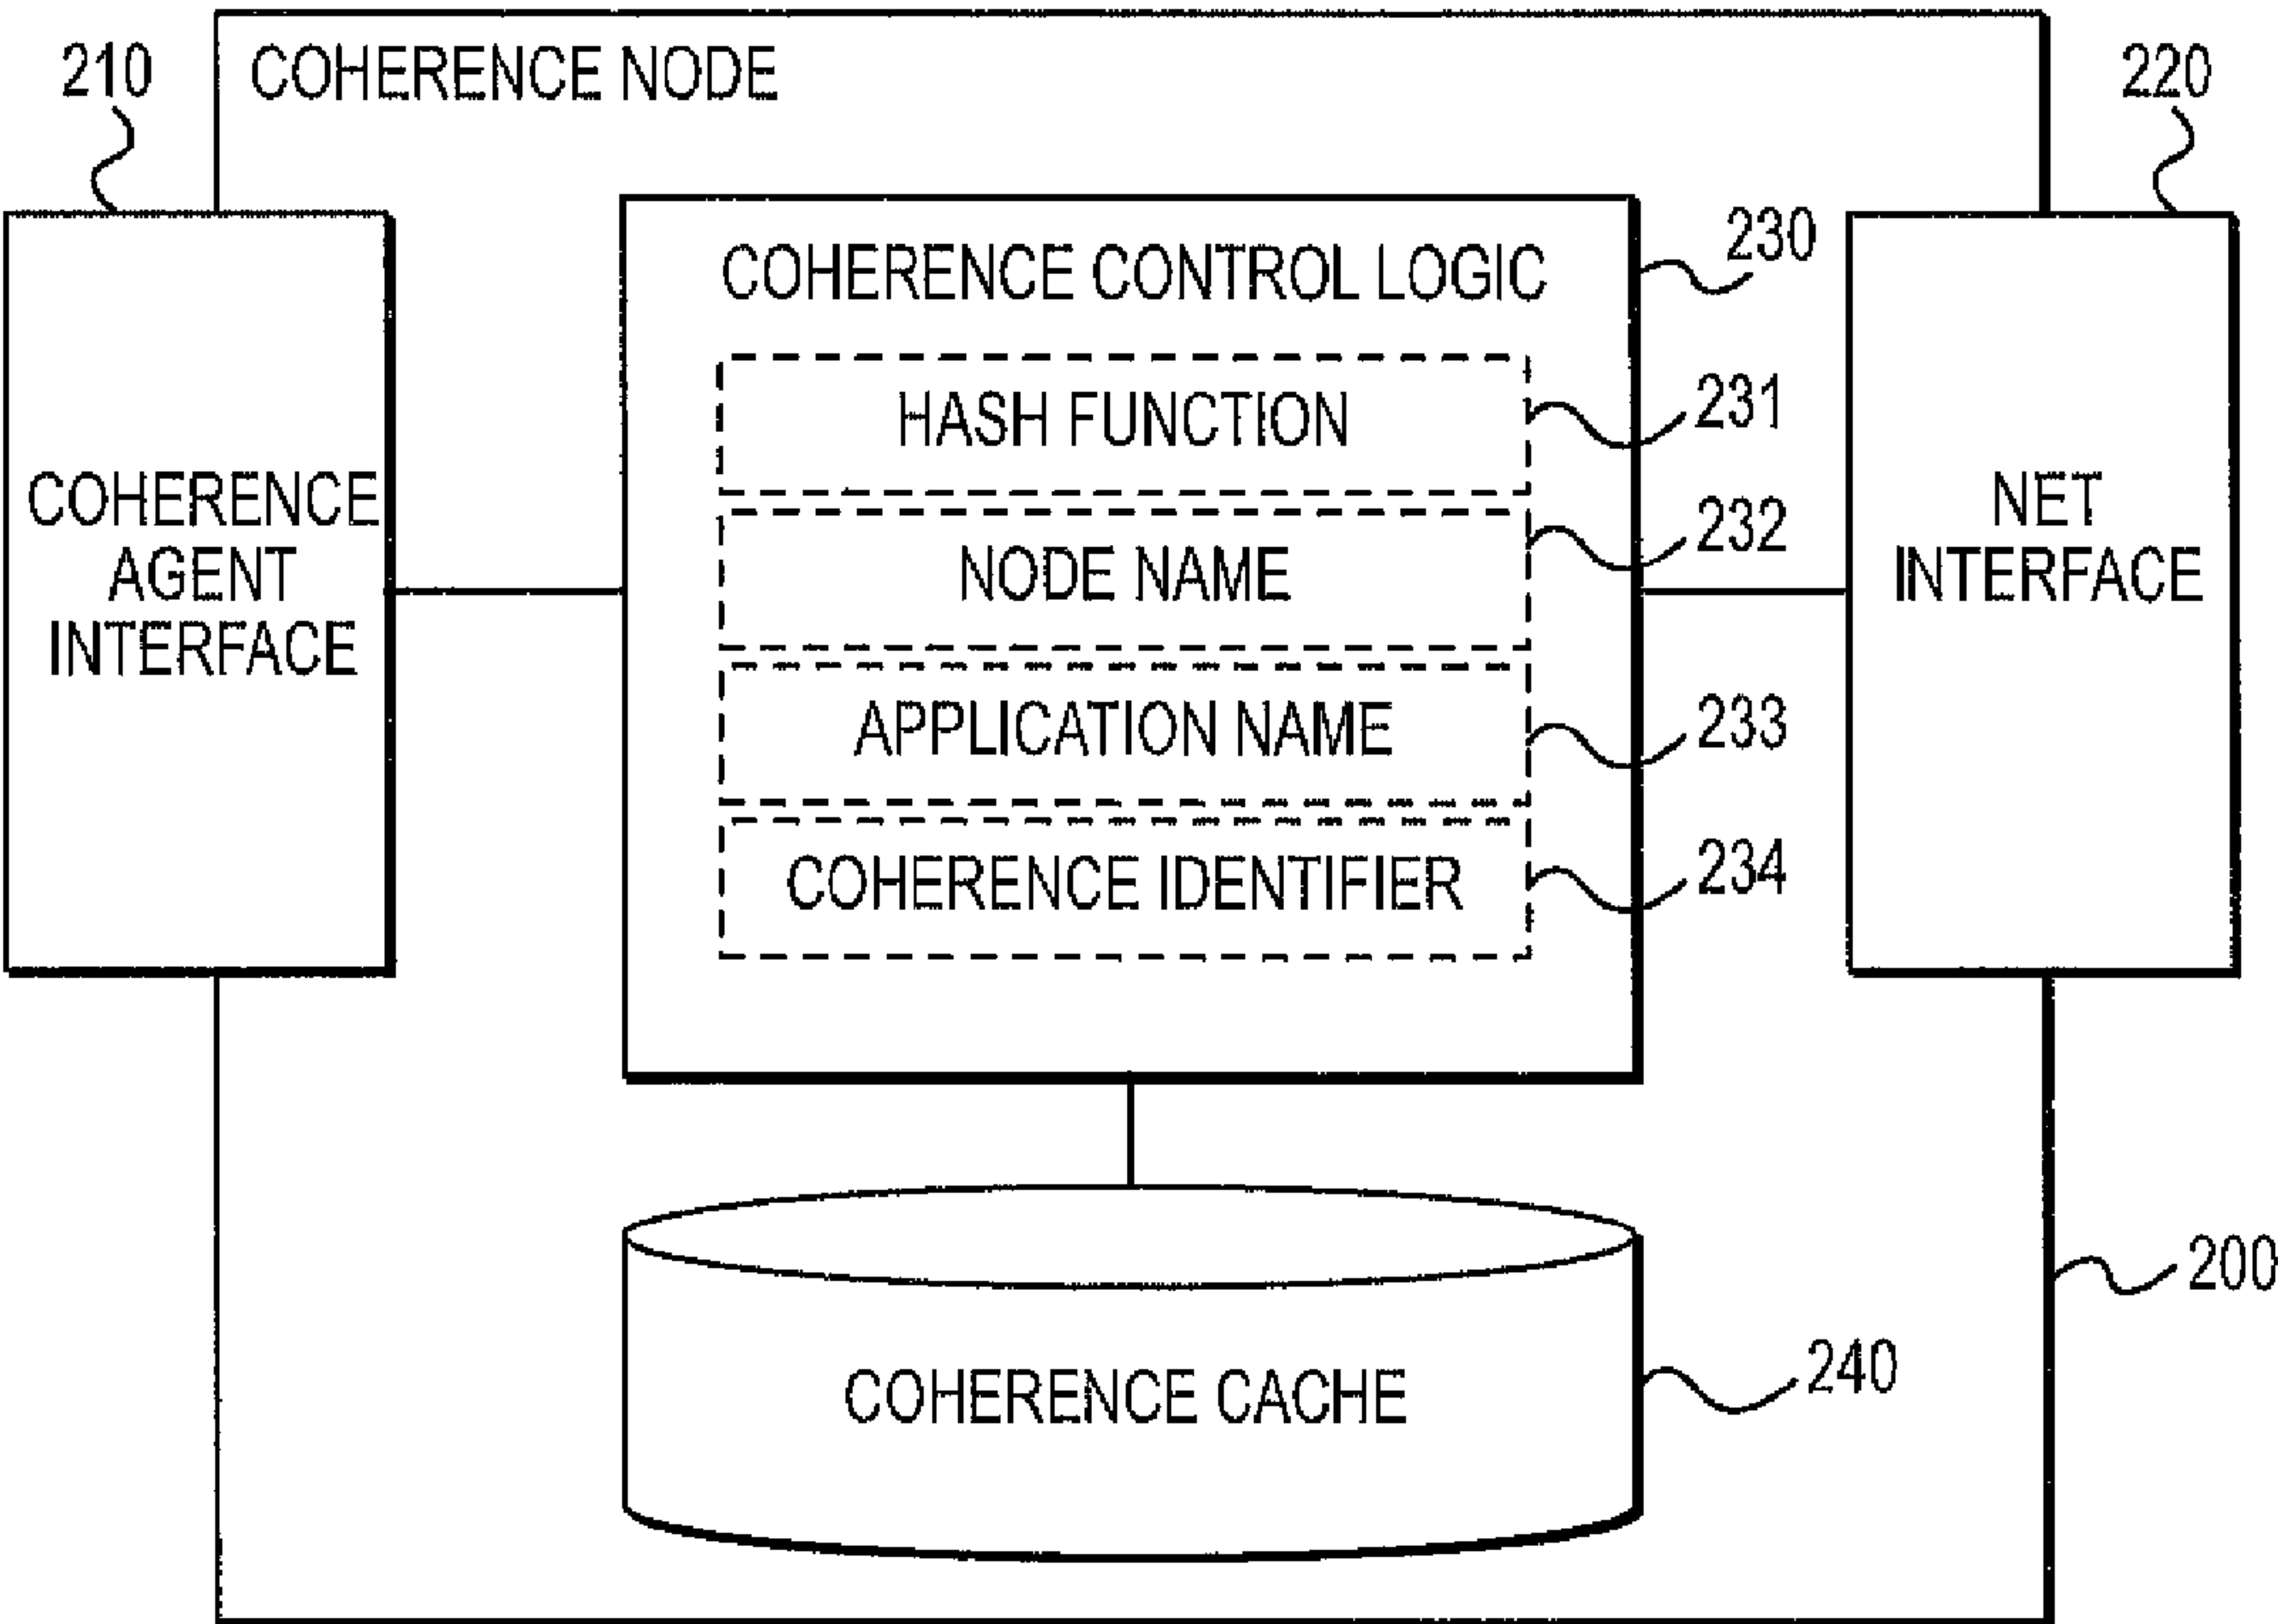 210
COHERENCE NODE
220
COHERENCE CONTROL LOGIC
230
HASH FUNCTION
231
COHERENCE
AGENT
INTERFACE
NODE NAME
232
NET
INTERFACE
APPLICATION NAME
233
COHERENCE IDENTIFIER
234
200
COHERENCE CACHE
240